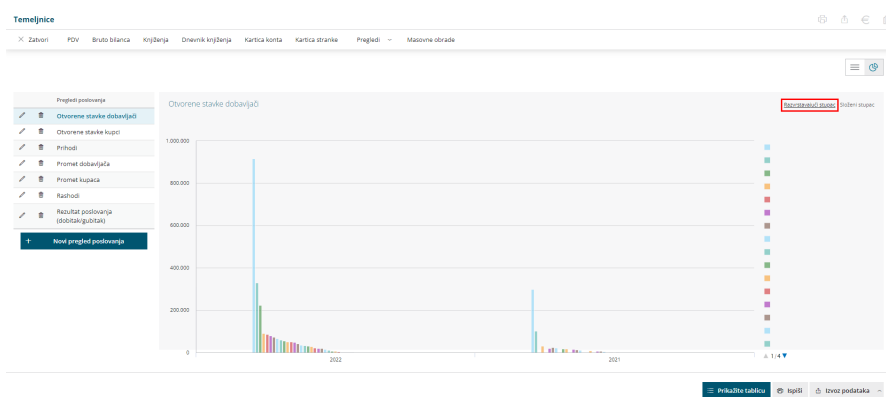 Temeljnice
Zatvori PDV Bruto bilanca Knjiženja Dnevnik knjiženja Kartica konta Kartica stranke Pregledi Masovne obrade
Pregledi poslovanja
Otvorene stavke dobavljači
Otvorene stavke kupci
Prihodi
Promet dobavljača
Promet kupaca
Rashodi
Rezultat poslovanja
(dobitak/gubitak)
+ Novi pregled poslovanja
Otvorene stavke dobavljači
Razvrstavajući stupac Složeni stupac
1.000.000
800.000
600.000
400.000
200.000
0
2022 2021
1/4
Prikažite tablicu Ispiši Izvoz podataka